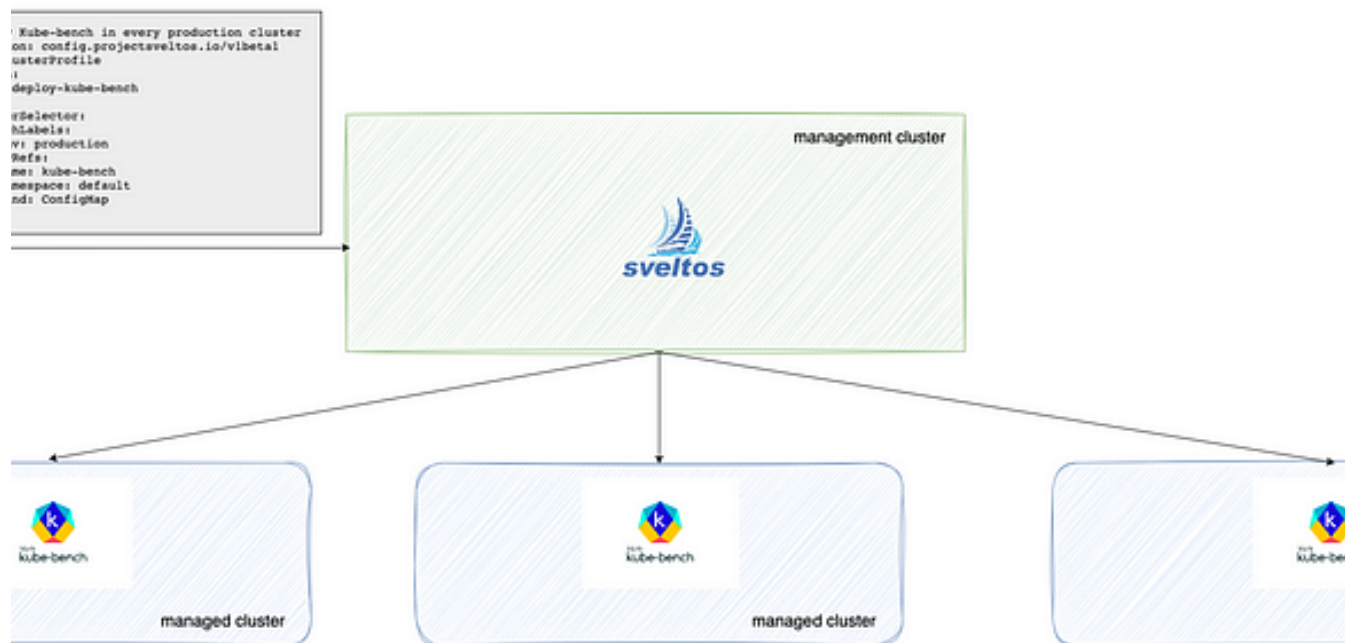 Kube-bench in every production cluster
on: config.projectsveltos.io/v1beta1
usterProfile
:
deploy-kube-bench
erSelector:
hLabels:
v: production
Refs:
me: kube-bench
mespace: default
nd: ConfigMap
management cluster
sveltos
k
kube-bench
managed cluster
k
kube-bench
managed cluster
k
kube-be